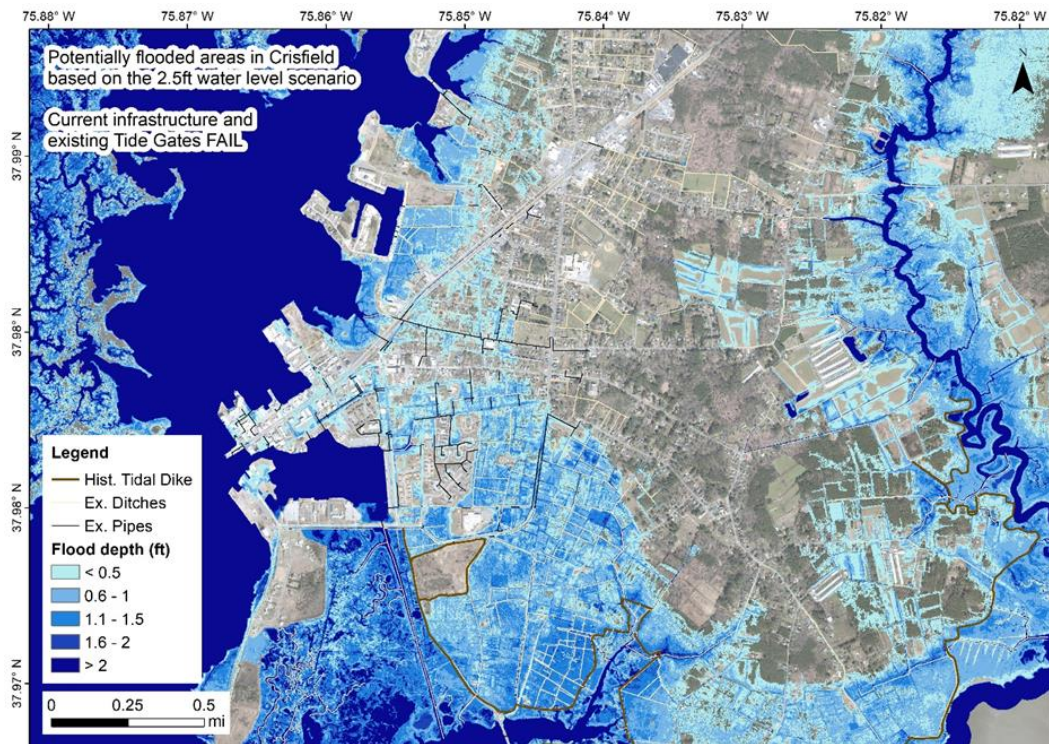 75.88° W 75.87° W 75.86° W 75.85° W 75.84° W 75.83° W 75.82° W 75.82° W
Potentially flooded areas in Crisfield
based on the 2.5ft water level scenario
Current infrastructure and
existing Tide Gates FAIL
N
37.99° N
37.98° N
37.98° N
37.97° N
Legend
Hist. Tidal Dike
Ex. Ditches
Ex. Pipes
Flood depth (ft)
< 0.5
0.6 - 1
1.1 - 1.5
1.6 - 2
> 2
0 0.25 0.5
mi